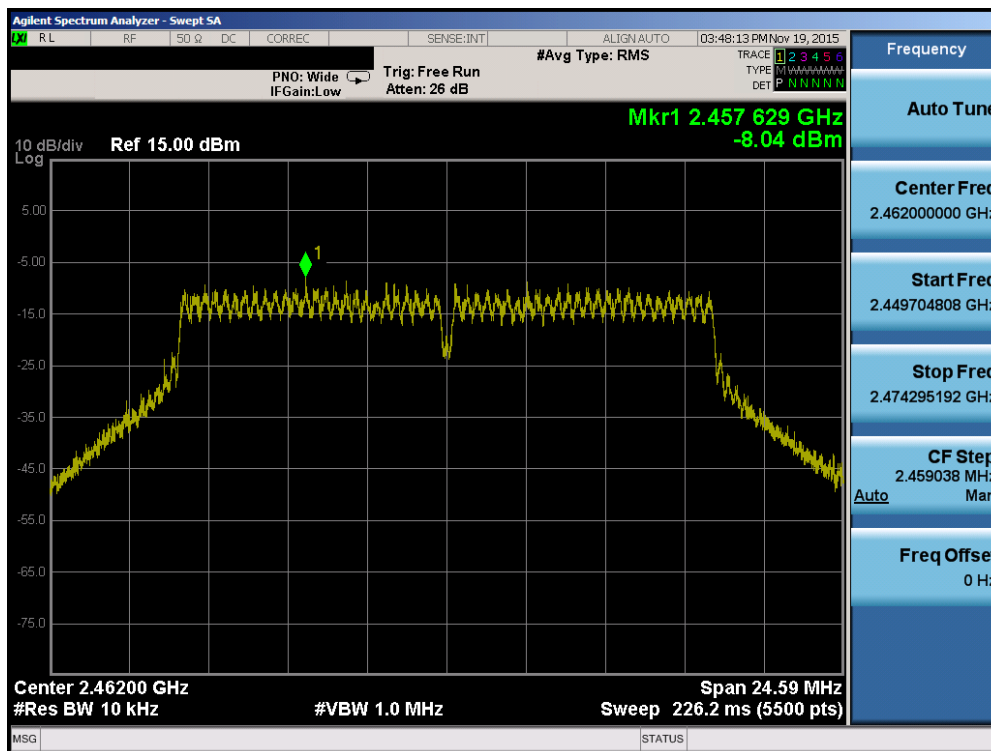 Agilent Spectrum Analyzer - Swept SA
LXI RL RF 50 Ω DC CORREC SENSE:INT ALIGN AUTO 03:48:13 PM Nov 19, 2015
#Avg Type: RMS
TRACE 1 2 3 4 5 6
TYPE M WWWWW
DET P N N N N N
PNO: Wide
IFGain:Low
Trig: Free Run
Atten: 26 dB
Mkr1 2.457 629 GHz
-8.04 dBm
10 dB/div Ref 15.00 dBm
Log
1
5.00
-5.00
-15.0
-25.0
-35.0
-45.0
-55.0
-65.0
-75.0
Center 2.46200 GHz Span 24.59 MHz
#Res BW 10 kHz #VBW 1.0 MHz Sweep 226.2 ms (5500 pts)
MSG STATUS
Frequency
Auto Tune
Center Freq
2.462000000 GHz
Start Freq
2.449704808 GHz
Stop Freq
2.474295192 GHz
CF Step
2.459038 MHz
Auto Man
Freq Offset
0 Hz